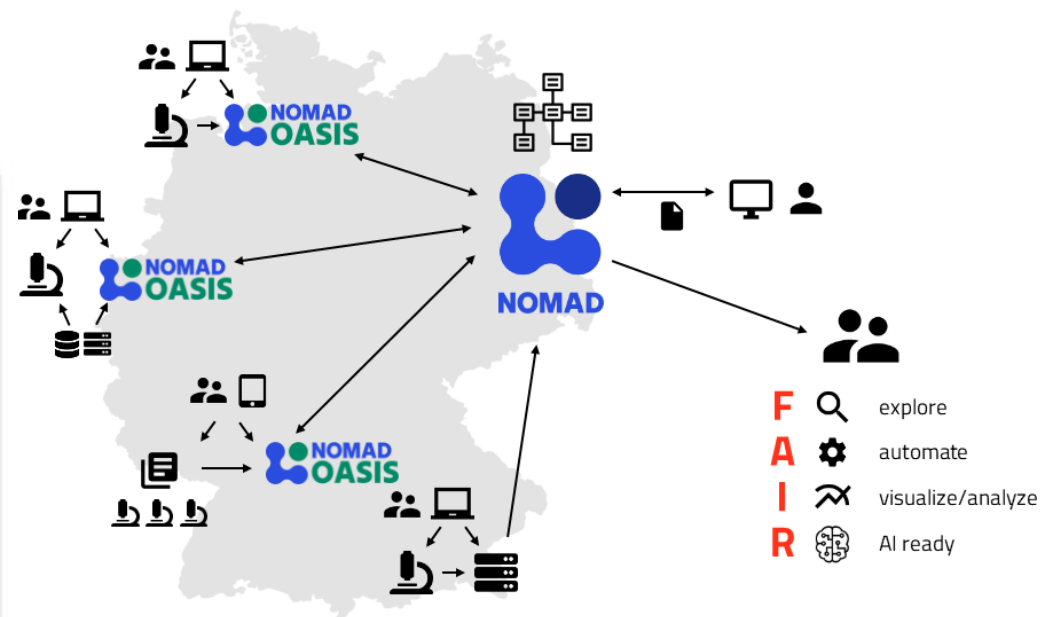 NOMAD
OASIS
NOMAD
OASIS
NOMAD
NOMAD
OASIS
F explore
A automate
I visualize/analyze
R AI ready